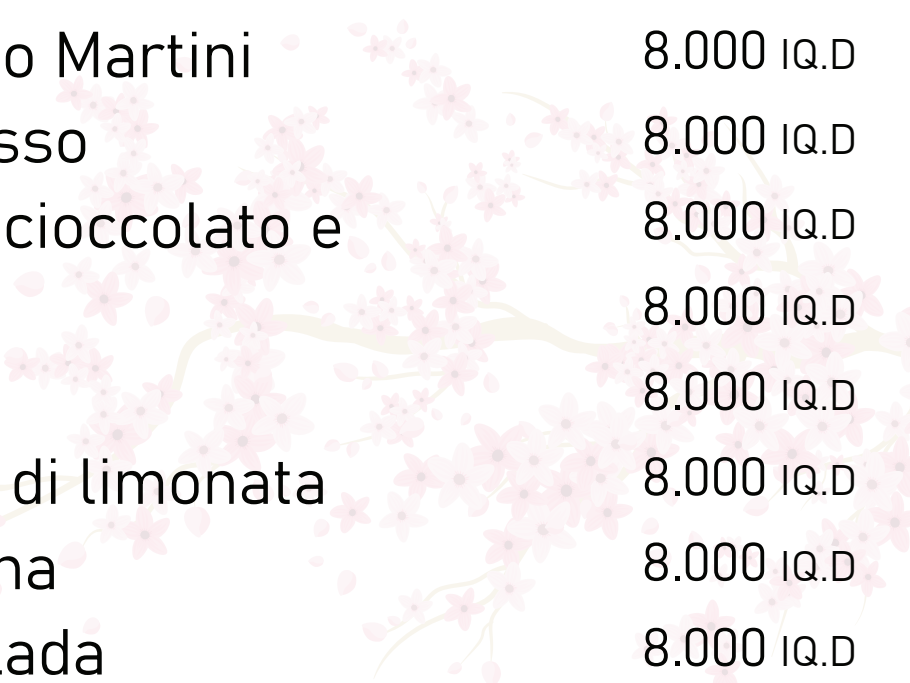 o Martini 8.000 IQ.D
sso 8.000 IQ.D
cioccolato e 8.000 IQ.D
8.000 IQ.D
8.000 IQ.D
di limonata 8.000 IQ.D
na 8.000 IQ.D
lada 8.000 IQ.D